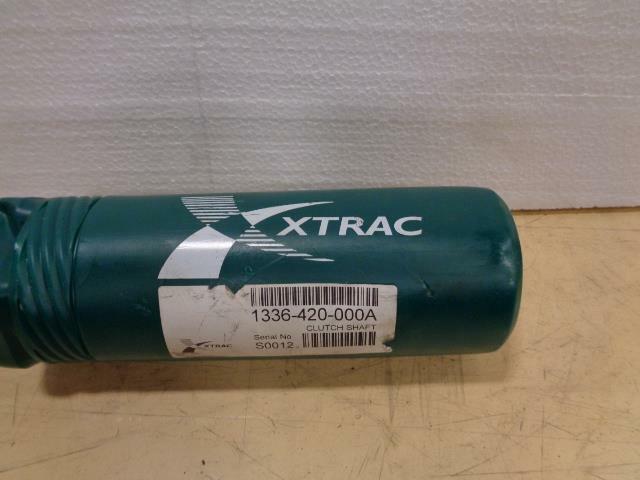 XTRAC
1336-420-000A
CLUTCH SHAFT
Serial No
S0012
XTRAC